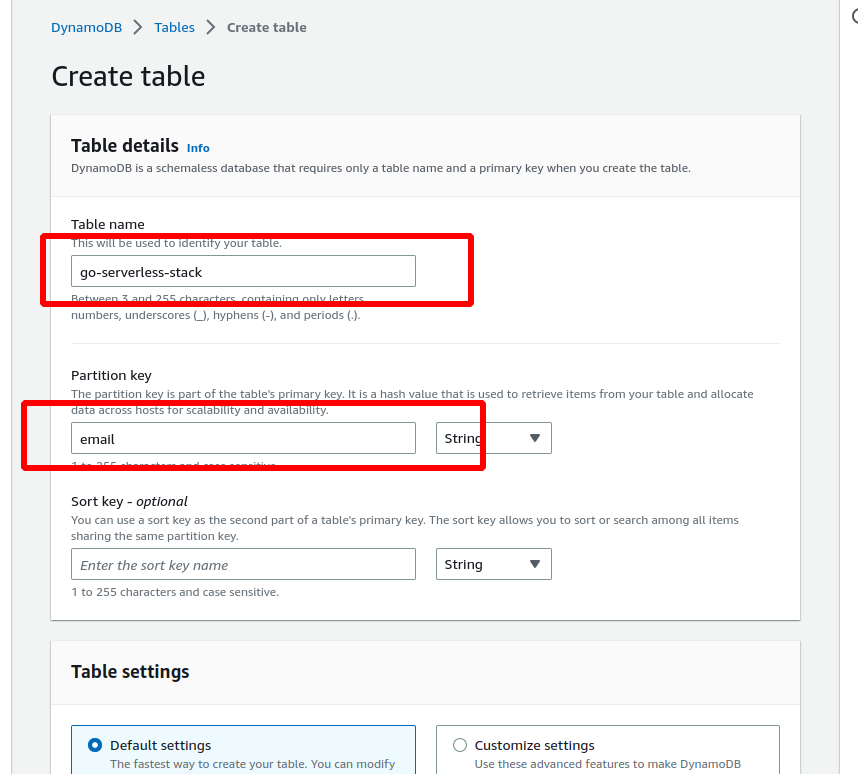 DynamoDB > Tables > Create table
Create table
Table details Info
DynamoDB is a schemaless database that requires only a table name and a primary key when you create the table.
Table name
This will be used to identify your table.
go-serverless-stack
Between 3 and 255 characters, containing only letters,
numbers, underscores (_), hyphens (-), and periods (.).
Partition key
The partition key is part of the table's primary key. It is a hash value that is used to retrieve items from your table and allocate
data across hosts for scalability and availability.
email String
1 to 255 characters and case sensitive.
Sort key - optional
You can use a sort key as the second part of a table's primary key. The sort key allows you to sort or search among all items
sharing the same partition key.
Enter the sort key name String
1 to 255 characters and case sensitive.
Table settings
Default settings Customize settings
The fastest way to create your table. You can modify Use these advanced features to make DynamoDB